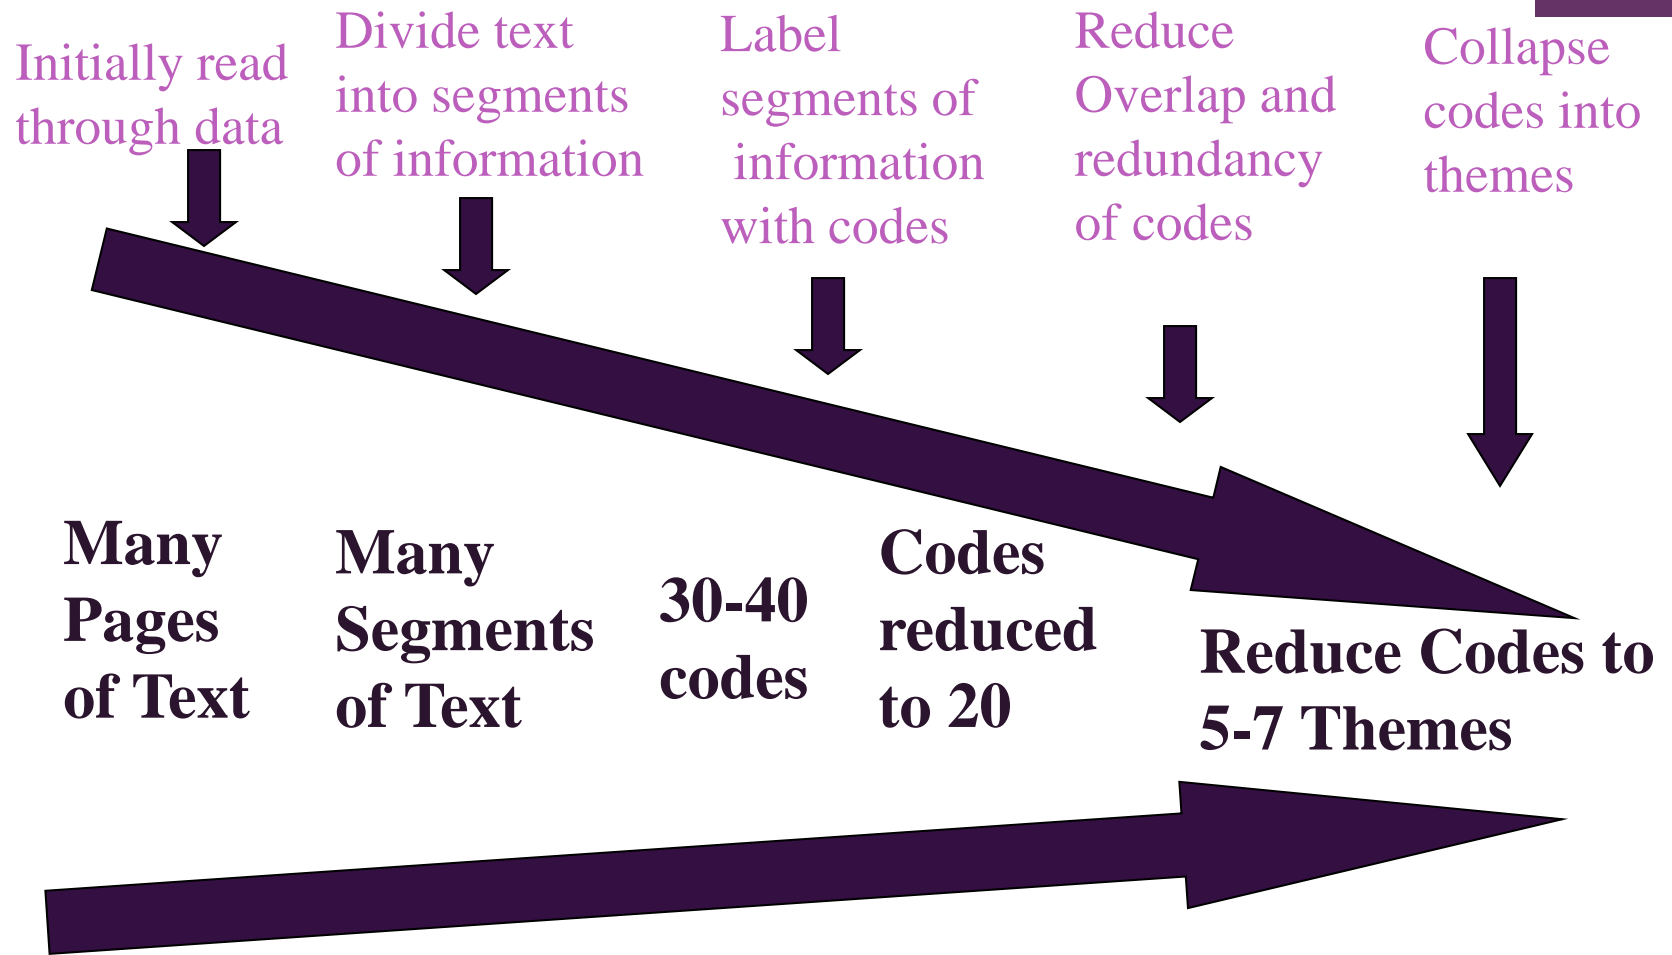 Initially read
through data
Divide text
into segments
of information
Label
segments of
information
with codes
Reduce
Overlap and
redundancy
of codes
Collapse
codes into
themes
Many
Pages
of Text
Many
Segments
of Text
30-40
codes
Codes
reduced
to 20
Reduce Codes to
5-7 Themes